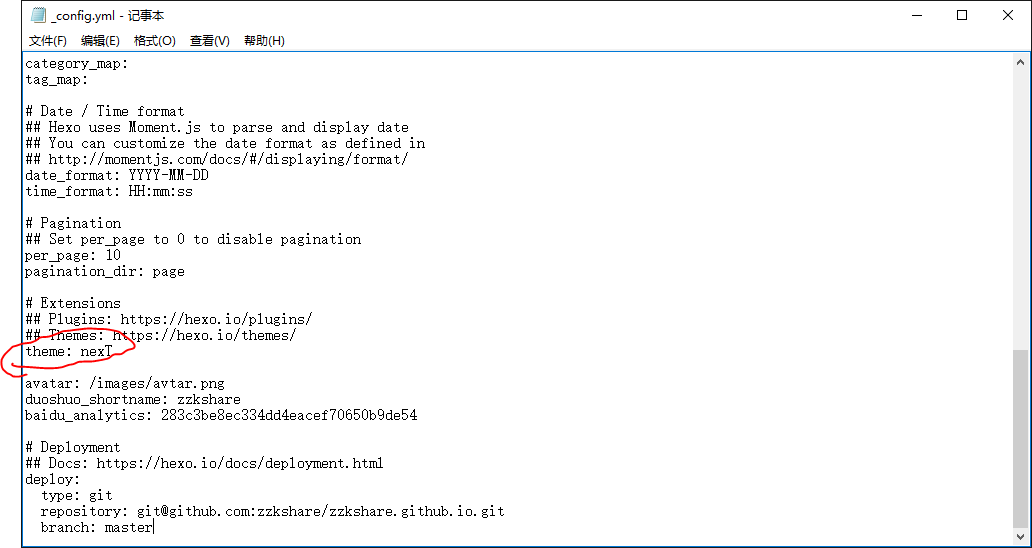 _config.yml - 记事本
文件(F) 编辑(E) 格式(O) 查看(V) 帮助(H)
category_map:
tag_map:
# Date / Time format
## Hexo uses Moment.js to parse and display date
## You can customize the date format as defined in
## http://momentjs.com/docs/#/displaying/format/
date_format: YYYY-MM-DD
time_format: HH:mm:ss
# Pagination
## Set per_page to 0 to disable pagination
per_page: 10
pagination_dir: page
# Extensions
## Plugins: https://hexo.io/plugins/
## Themes: https://hexo.io/themes/
theme: nexT
avatar: /images/avtar.png
duoshuo_shortname: zzkshare
baidu_analytics: 283c3be8ec334dd4eacef70650b9de54
# Deployment
## Docs: https://hexo.io/docs/deployment.html
deploy:
  type: git
  repository: git@github.com:zzkshare/zzkshare.github.io.git
  branch: master